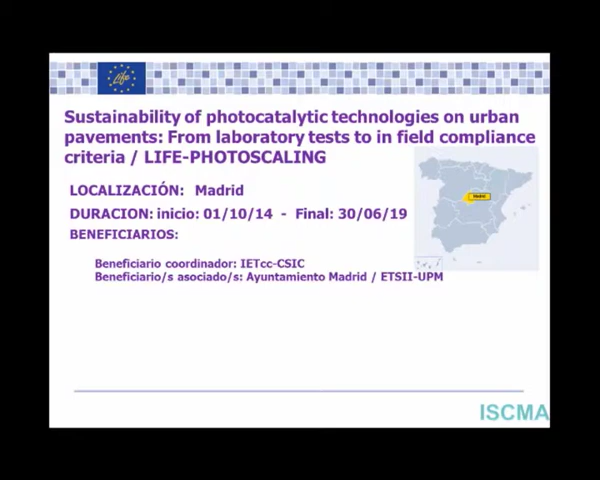 Life
Sustainability of photocatalytic technologies on urban
pavements: From laboratory tests to in field compliance
criteria / LIFE-PHOTOSCALING
LOCALIZACIÓN: Madrid
Madrid
DURACION: inicio: 01/10/14 - Final: 30/06/19
BENEFICIARIOS:
Beneficiario coordinador: IETcc-CSIC
Beneficiario/s asociado/s: Ayuntamiento Madrid / ETSII-UPM
ISCMA